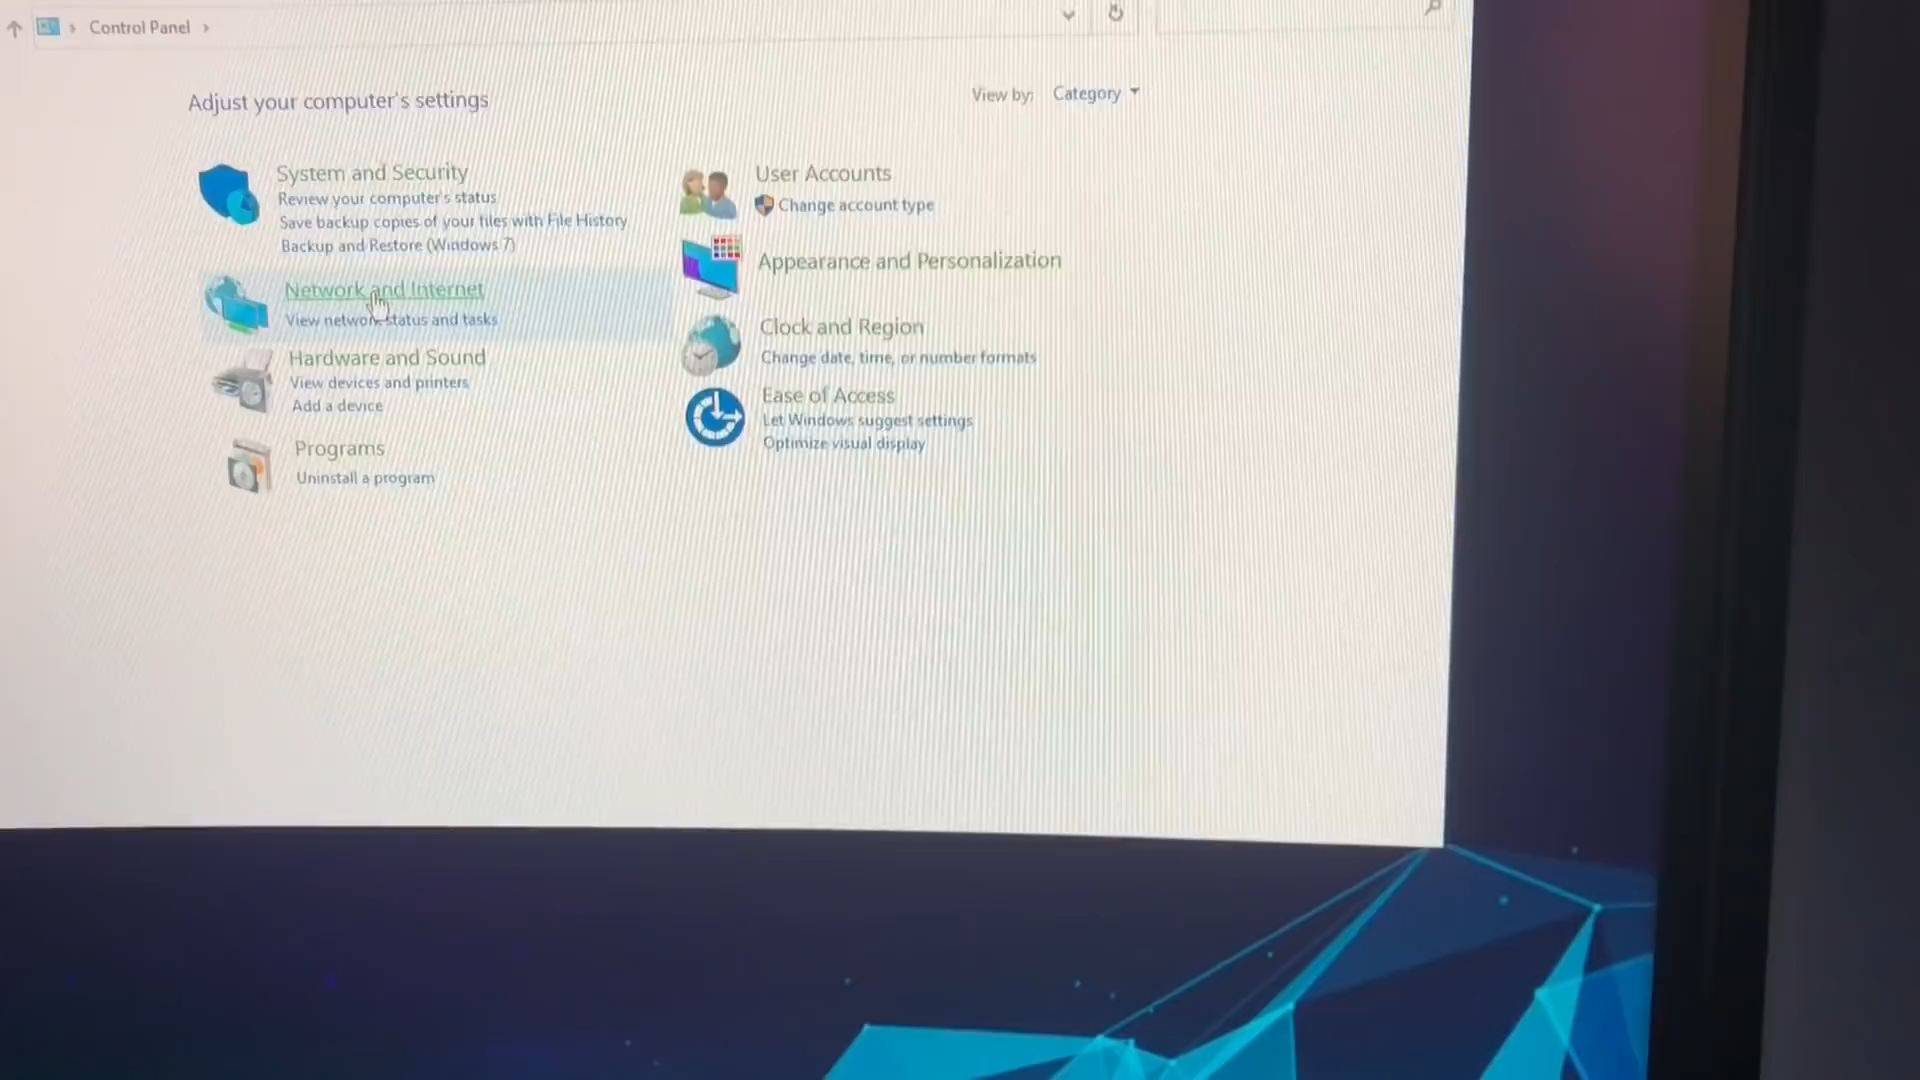 Control Panel
Adjust your computer's settings
View by: Category
System and Security
Review your computer's status
Save backup copies of your files with File History
Backup and Restore (Windows 7)
Network and Internet
View network status and tasks
Hardware and Sound
View devices and printers
Add a device
Programs
Uninstall a program
User Accounts
Change account type
Appearance and Personalization
Clock and Region
Change date, time, or number formats
Ease of Access
Let Windows suggest settings
Optimize visual display